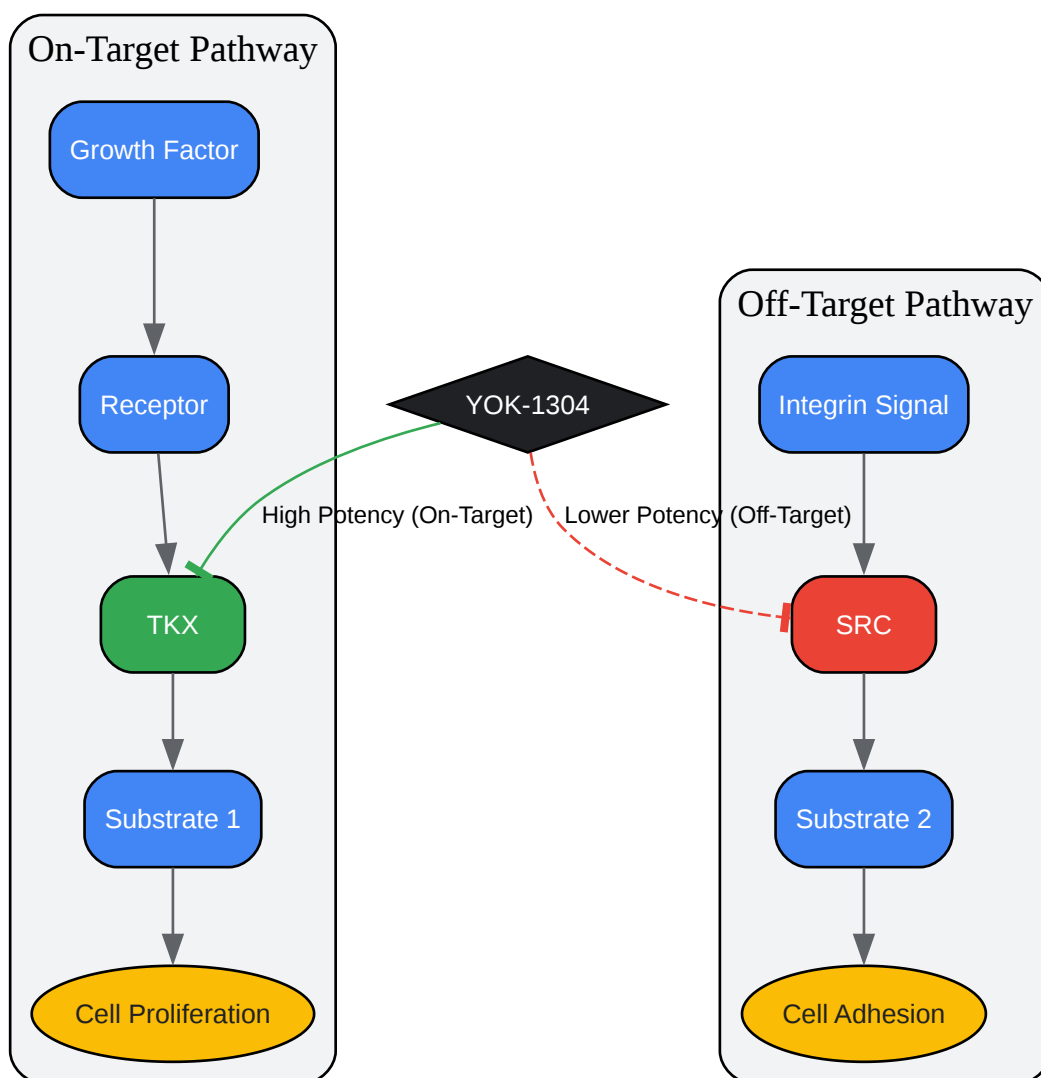 On-Target Pathway
Growth Factor
Receptor
TKX
Substrate 1
Cell Proliferation
YOK-1304
High Potency (On-Target)
Lower Potency (Off-Target)
Off-Target Pathway
Integrin Signal
SRC
Substrate 2
Cell Adhesion